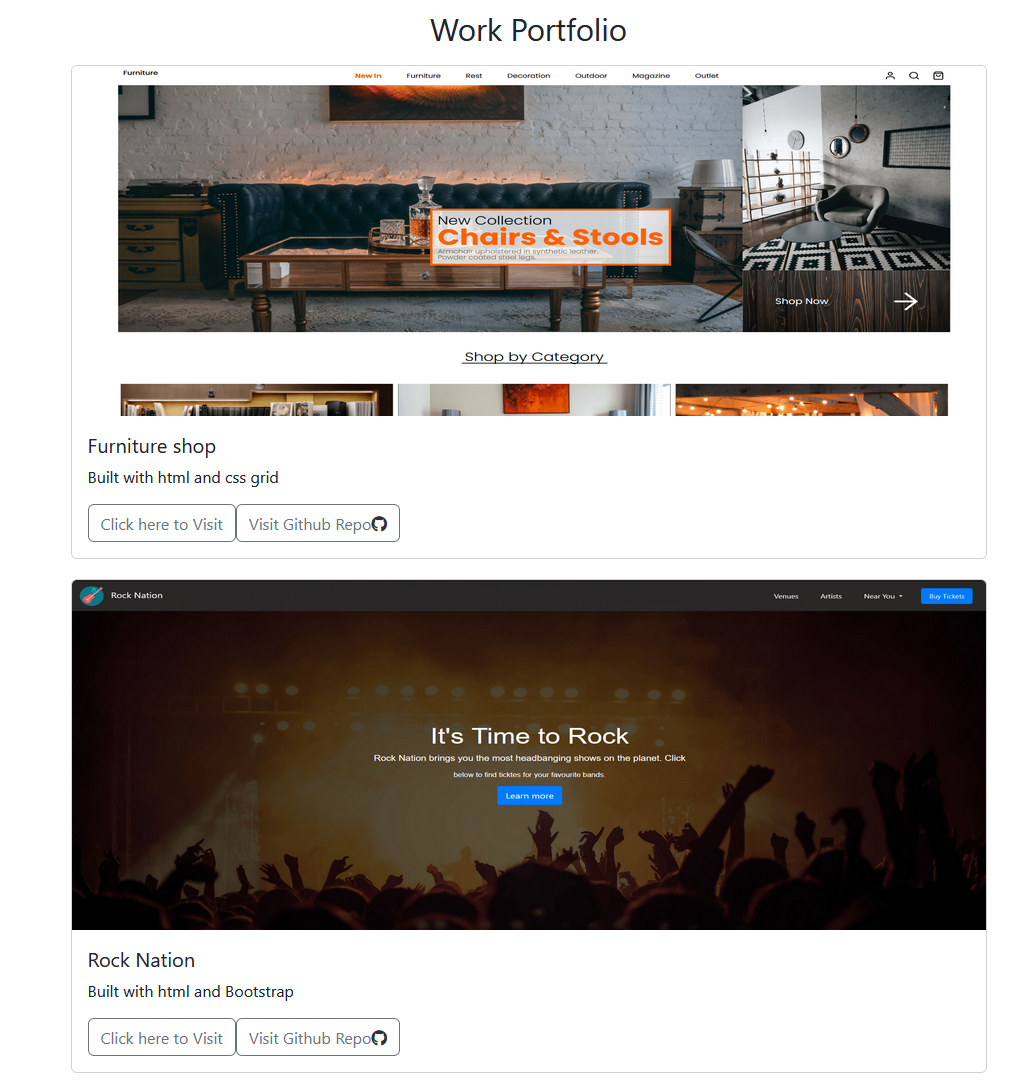 Work Portfolio
Furniture
New In Furniture Rest Decoration Outdoor Magazine Outlet
New Collection
Chairs & Stools
Armchair upholstered in synthetic leather.
Powder coated steel legs.
Shop Now
Shop by Category
Furniture shop
Built with html and css grid
Click here to Visit Visit Github Repo
Rock Nation Venues Artists Near You Buy Tickets
It's Time to Rock
Rock Nation brings you the most headbanging shows on the planet. Click
below to find ticktes for your favourite bands.
Learn more
Rock Nation
Built with html and Bootstrap
Click here to Visit Visit Github Repo